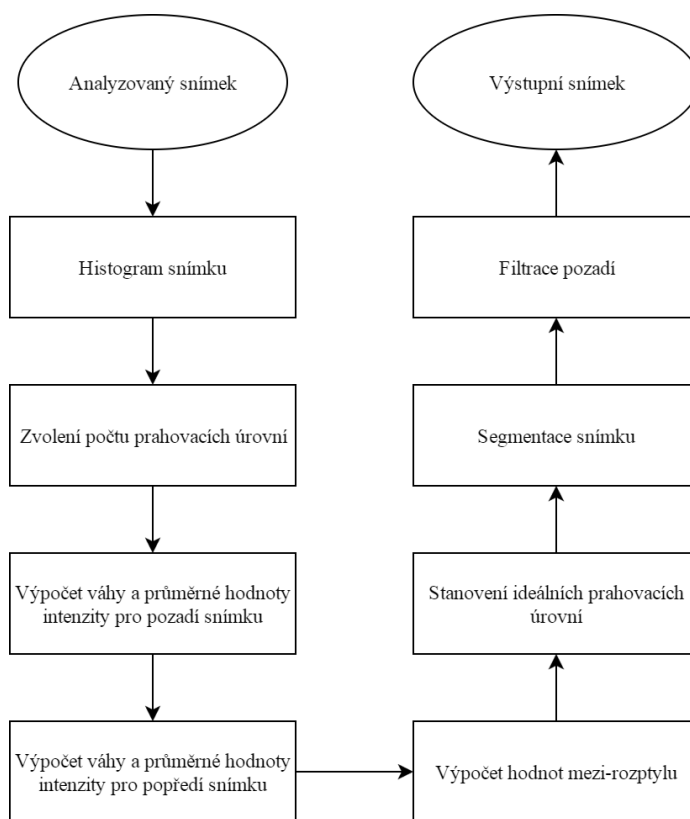 Analyzovaný snímek
Histogram snímku
Zvolení počtu prahovacích úrovní
Výpočet váhy a průměrné hodnoty
intenzity pro pozadí snímku
Výpočet váhy a průměrné hodnoty
intenzity pro popředí snímku
Výpočet hodnot mezi-rozptylu
Stanovení ideálních prahovacích
úrovní
Segmentace snímku
Filtrace pozadí
Výstupní snímek